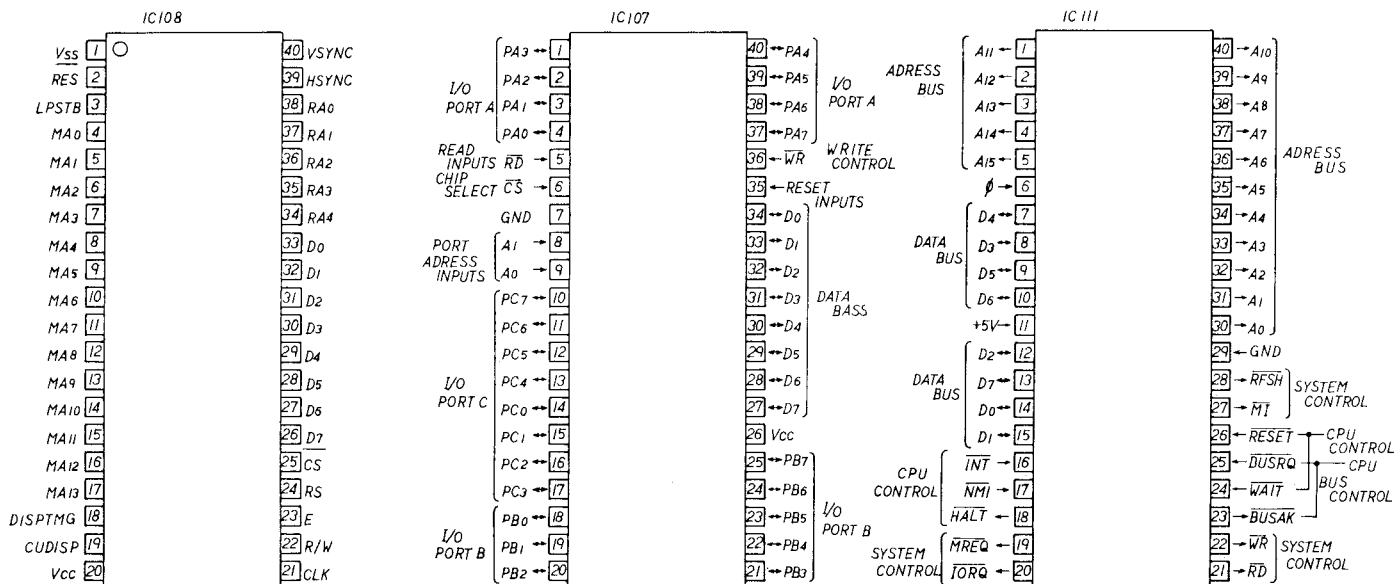 IC108
Vss 1 40 VSYNC
RES 2 39 HSYNC
LPSTB 3 38 RA0
MA0 4 37 RA1
MA1 5 36 RA2
MA2 6 35 RA3
MA3 7 34 RA4
MA4 8 33 D0
MA5 9 32 D1
MA6 10 31 D2
MA7 11 30 D3
MA8 12 29 D4
MA9 13 28 D5
MA10 14 27 D6
MA11 15 26 D7
MA12 16 25 CS
MA13 17 24 RS
DISPTMG 18 23 E
CUDISP 19 22 R/W
Vcc 20 21 CLK
IC107
I/O PORT A
PA3 ↔ 1 40 ↔ PA4
PA2 ↔ 2 39 ↔ PA5
PA1 ↔ 3 38 ↔ PA6
PA0 ↔ 4 37 ↔ PA7
I/O PORT A
READ INPUTS RD → 5 36 ← WR WRITE CONTROL
CHIP SELECT CS → 6 35 ← RESET INPUTS
GND 7 34 ↔ D0
PORT ADRESS INPUTS
A1 → 8 33 ↔ D1
A0 → 9 32 ↔ D2
PC7 ↔ 10 31 ↔ D3
DATA BASS
PC6 ↔ 11 30 ↔ D4
PC5 ↔ 12 29 ↔ D5
PC4 ↔ 13 28 ↔ D6
I/O PORT C
PC0 ↔ 14 27 ↔ D7
PC1 ↔ 15 26 Vcc
PC2 ↔ 16 25 ↔ PB7
PC3 ↔ 17 24 ↔ PB6
I/O PORT B
PB0 ↔ 18 23 ↔ PB5
I/O PORT B
PB1 ↔ 19 22 ↔ PB4
PB2 ↔ 20 21 ↔ PB3
IC111
ADRESS BUS
A11 ← 1 40 → A10
A12 ← 2 39 → A9
A13 ← 3 38 → A8
A14 ← 4 37 → A7
A15 ← 5 36 → A6
ADRESS BUS
ø → 6 35 → A5
D4 ↔ 7 34 → A4
DATA BUS
D3 ↔ 8 33 → A3
D5 ↔ 9 32 → A2
D6 ↔ 10 31 → A1
+5V → 11 30 → A0
D2 ↔ 12 29 ← GND
DATA BUS
D7 ↔ 13 28 → RFSH
SYSTEM CONTROL
D0 ↔ 14 27 → MI
D1 ↔ 15 26 ← RESET
CPU CONTROL
INT → 16 25 ← BUSRQ
CPU BUS CONTROL
CPU CONTROL
NMI → 17 24 ← WAIT
HALT ← 18 23 → BUSAK
SYSTEM CONTROL
MREQ ← 19 22 → WR
SYSTEM CONTROL
IORQ ← 20 21 → RD